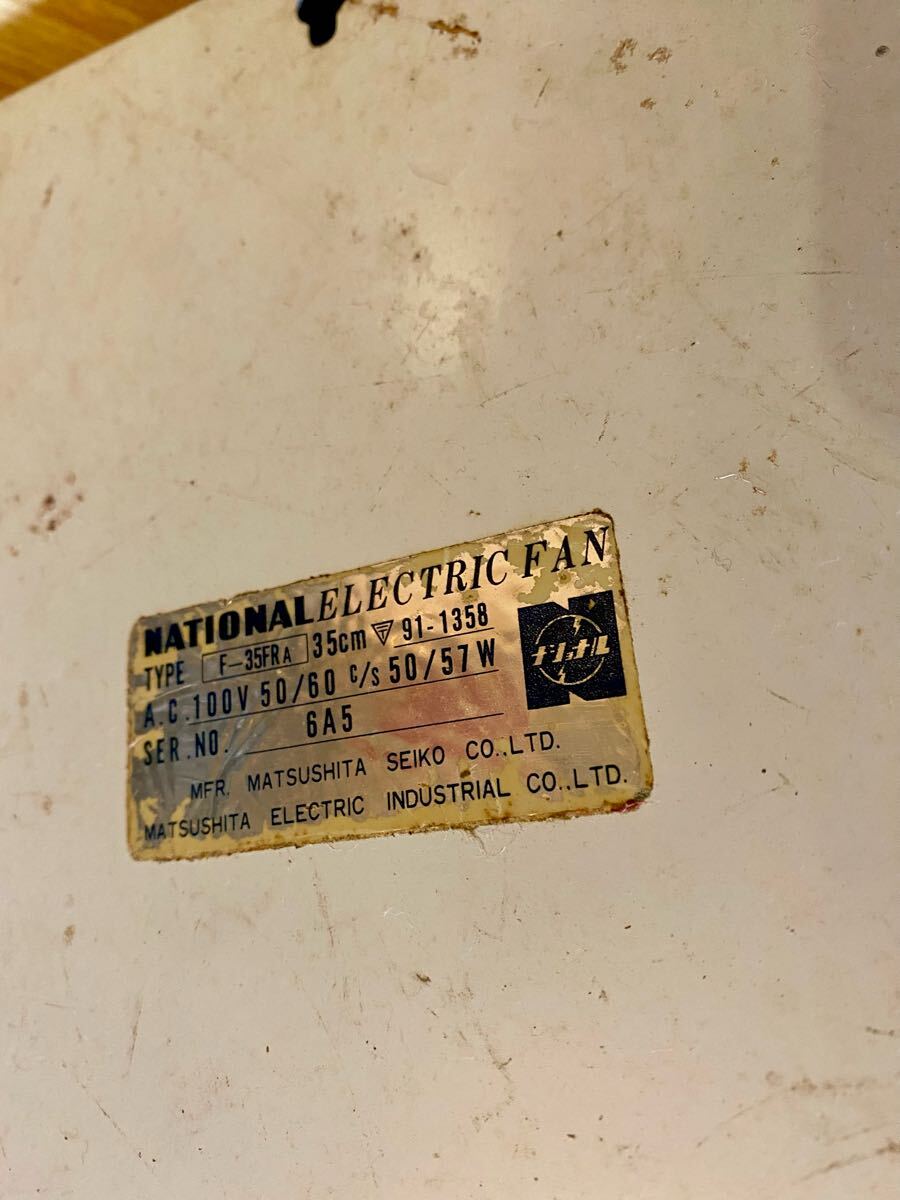 NATIONAL ELECTRIC FAN
TYPE F-35FRA 35cm 〒 91-1358
A.C. 100V 50/60 c/s 50/57W
SER.NO. 6A5
N
ナショナル
MFR. MATSUSHITA SEIKO CO.,LTD.
MATSUSHITA ELECTRIC INDUSTRIAL CO.,LTD.